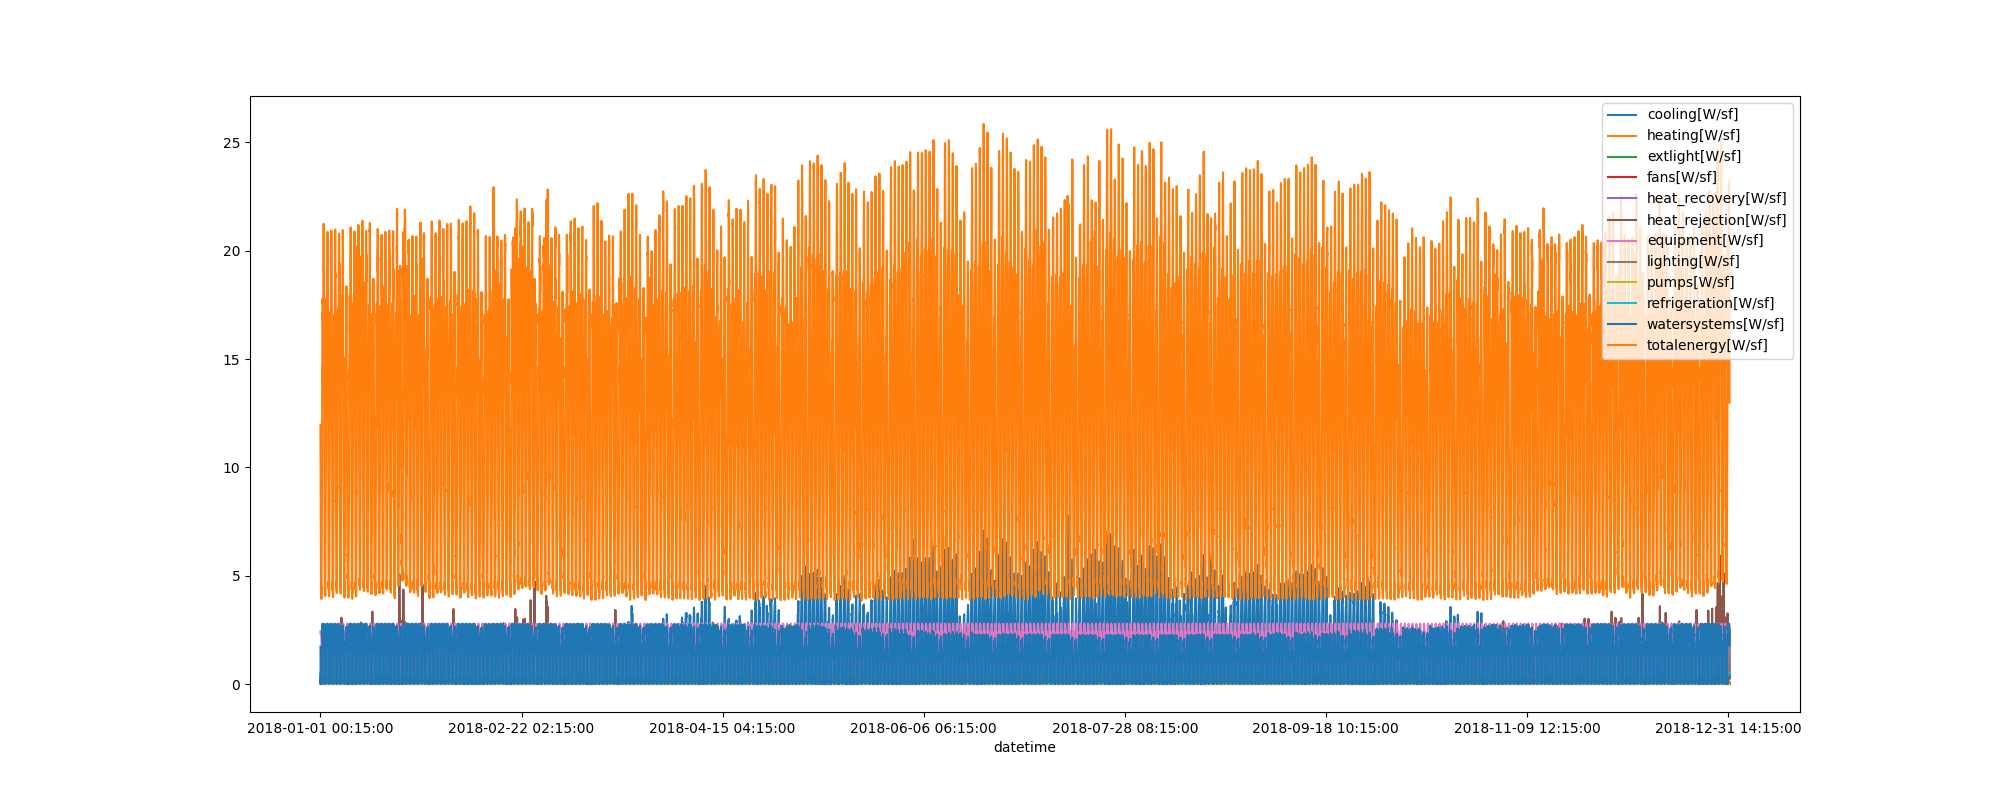 25
20
15
10
5
0
cooling[W/sf]
heating[W/sf]
extlight[W/sf]
fans[W/sf]
heat_recovery[W/sf]
heat_rejection[W/sf]
equipment[W/sf]
lighting[W/sf]
pumps[W/sf]
refrigeration[W/sf]
watersystems[W/sf]
totalenergy[W/sf]
2018-01-01 00:15:00
2018-02-22 02:15:00
2018-04-15 04:15:00
2018-06-06 06:15:00
2018-07-28 08:15:00
2018-09-18 10:15:00
2018-11-09 12:15:00
2018-12-31 14:15:00
datetime